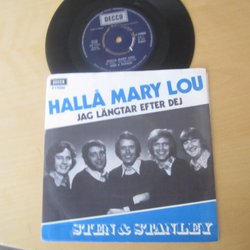 DECCA
DECCA
HALLÅ MARY LOU
JAG LÄNGTAR EFTER DEJ
STEN & STANLEY